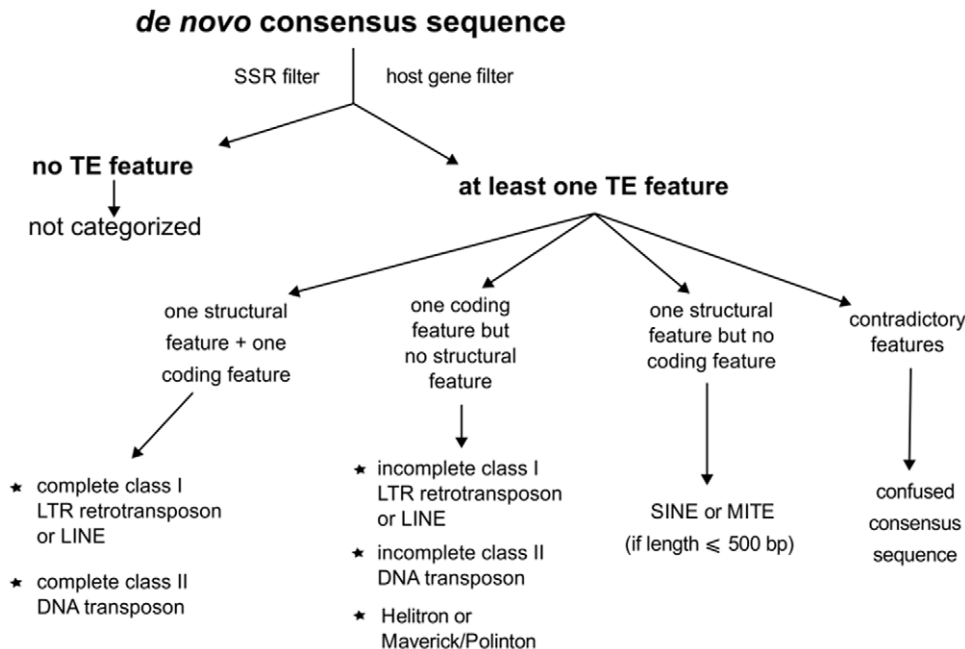 de novo consensus sequence
SSR filter
host gene filter
no TE feature
not categorized
at least one TE feature
one structural
feature + one
coding feature
one coding
feature but
no structural
feature
one structural
feature but no
coding feature
contradictory
features
★ complete class I
LTR retrotransposon
or LINE
★ complete class II
DNA transposon
★ incomplete class I
LTR retrotransposon
or LINE
★ incomplete class II
DNA transposon
★ Helitron or
Maverick/Polinton
SINE or MITE
(if length ⩽ 500 bp)
confused
consensus
sequence